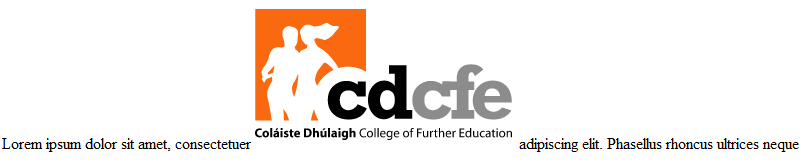 cdcfe
Coláiste Dhúlaigh College of Further Education
Lorem ipsum dolor sit amet, consectetuer adipiscing elit. Phasellus rhoncus ultrices neque